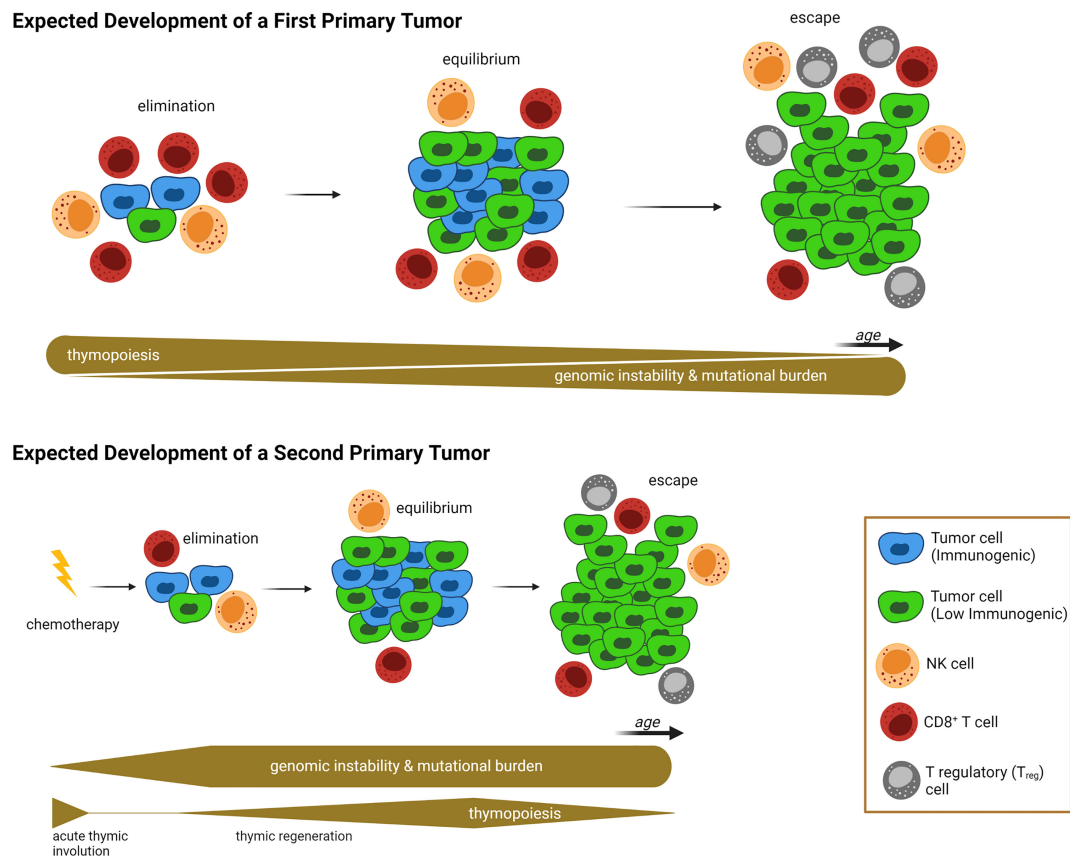 Expected Development of a First Primary Tumor
elimination
equilibrium
escape
age
thymopoiesis
genomic instability & mutational burden
Expected Development of a Second Primary Tumor
chemotherapy
elimination
equilibrium
escape
age
genomic instability & mutational burden
thymopoiesis
acute thymic
involution
thymic regeneration
Tumor cell
(Immunogenic)
Tumor cell
(Low Immunogenic)
NK cell
CD8⁺ T cell
T regulatory (Treg)
cell